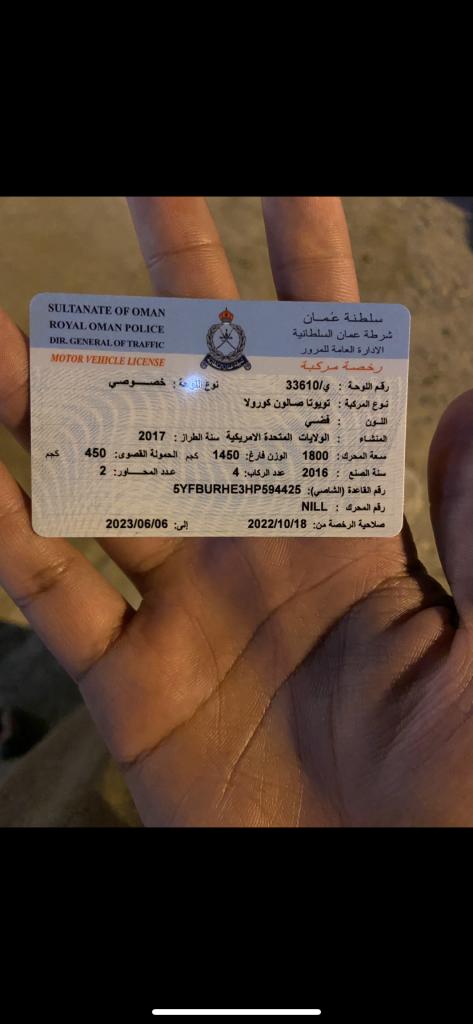 SULTANATE OF OMAN
ROYAL OMAN POLICE
DIR. GENERAL OF TRAFFIC
MOTOR VEHICLE LICENSE
سلطنة عُمان
شرطة عمان السلطانية
الادارة العامة للمرور
رخصة مركبة
رقم اللوحة : ي/33610 نوع اللوحة : خصوصي
نوع المركبة : تويوتا صالون كورولا
اللون : فضي
المنشاء : الولايات المتحدة الامريكية سنة الطراز : 2017
سعة المحرك : 1800 الوزن فارغ: 1450 كجم الحمولة القصوى: 450 كجم
سنة الصنع : 2016 عدد الركاب: 4 عدد المحاور: 2
رقم القاعدة (الشاصي): 5YFBURHE3HP594425
رقم المحرك : NILL
صلاحية الرخصة من: 2022/10/18 إلى: 2023/06/06